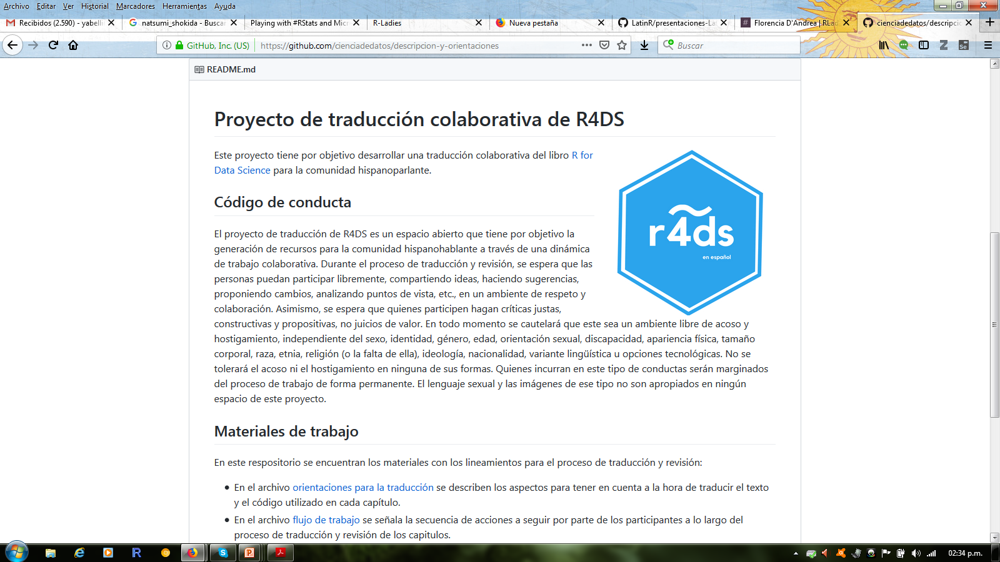 Archivo Editar Ver Historial Marcadores Herramientas Ayuda
Recibidos (2.590) - yabelli
natsumi_shokida - Buscar
Playing with #RStats and Micr
R-Ladies
Nueva pestaña
LatinR/presentaciones-La
Florencia D'Andrea | RLad
cienciadedatos/descripcio
GitHub, Inc. (US)
https://github.com/cienciadedatos/descripcion-y-orientaciones
Buscar
README.md
Proyecto de traducción colaborativa de R4DS
Este proyecto tiene por objetivo desarrollar una traducción colaborativa del libro R for
Data Science para la comunidad hispanoparlante.
r4ds
en español
Código de conducta
El proyecto de traducción de R4DS es un espacio abierto que tiene por objetivo la
generación de recursos para la comunidad hispanohablante a través de una dinámica
de trabajo colaborativa. Durante el proceso de traducción y revisión, se espera que las
personas puedan participar libremente, compartiendo ideas, haciendo sugerencias,
proponiendo cambios, analizando puntos de vista, etc., en un ambiente de respeto y
colaboración. Asimismo, se espera que quienes participen hagan críticas justas,
constructivas y propositivas, no juicios de valor. En todo momento se cautelará que este sea un ambiente libre de acoso y
hostigamiento, independiente del sexo, identidad, género, edad, orientación sexual, discapacidad, apariencia física, tamaño
corporal, raza, etnia, religión (o la falta de ella), ideología, nacionalidad, variante lingüística u opciones tecnológicas. No se
tolerará el acoso ni el hostigamiento en ninguna de sus formas. Quienes incurran en este tipo de conductas serán marginados
del proceso de trabajo de forma permanente. El lenguaje sexual y las imágenes de ese tipo no son apropiados en ningún
espacio de este proyecto.
Materiales de trabajo
En este respositorio se encuentran los materiales con los lineamientos para el proceso de traducción y revisión:
En el archivo orientaciones para la traducción se describen los aspectos para tener en cuenta a la hora de traducir el texto
y el código utilizado en cada capítulo.
En el archivo flujo de trabajo se señala la secuencia de acciones a seguir por parte de los participantes a lo largo del
proceso de traducción y revisión de los capitulos.
02:34 p.m.